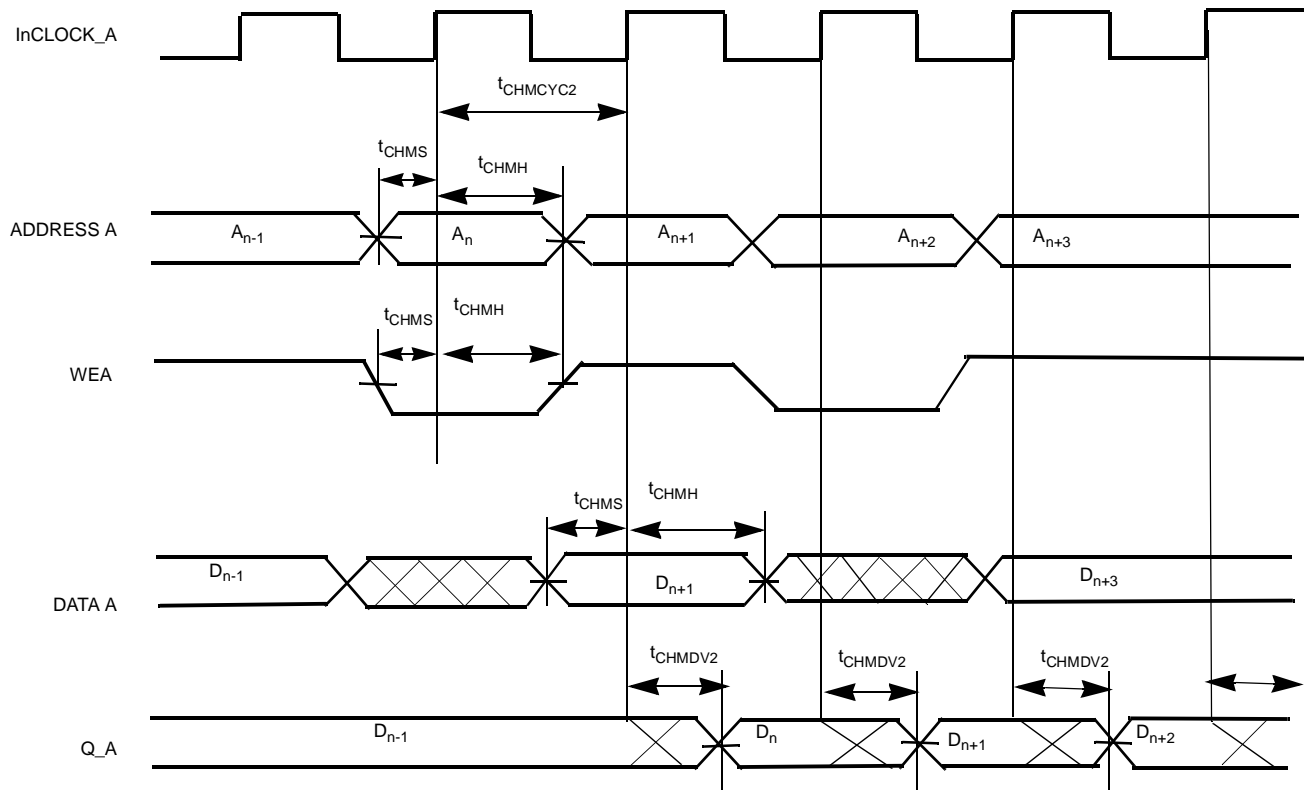 InCLOCK_A
tCHMCYC2
tCHMS
tCHMH
ADDRESS A
An-1
An
An+1
An+2
An+3
tCHMS
tCHMH
WEA
tCHMS
tCHMH
Dn-1
Dn+1
Dn+3
DATA A
tCHMDV2
tCHMDV2
tCHMDV2
Q_A
Dn-1
Dn
Dn+1
Dn+2